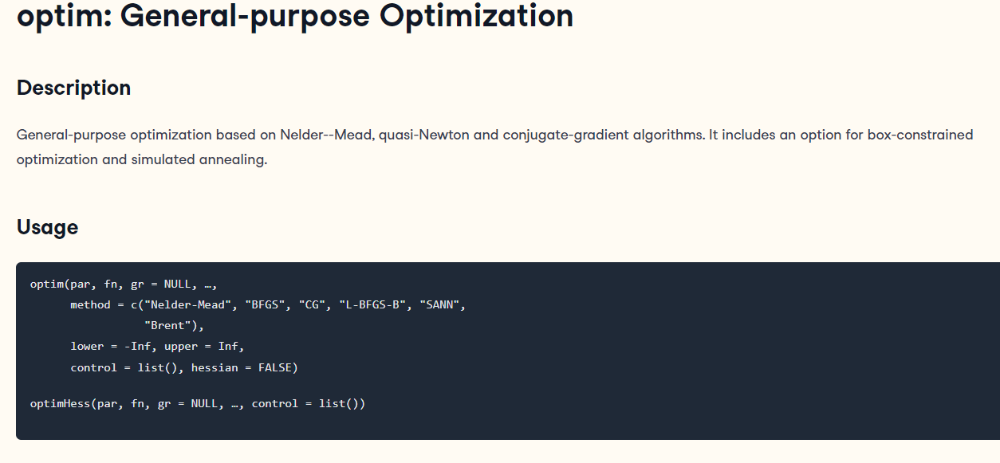 optim: General-purpose Optimization
Description
General-purpose optimization based on Nelder--Mead, quasi-Newton and conjugate-gradient algorithms. It includes an option for box-constrained
optimization and simulated annealing.
Usage
optim(par, fn, gr = NULL, …,
      method = c("Nelder-Mead", "BFGS", "CG", "L-BFGS-B", "SANN",
                 "Brent"),
      lower = -Inf, upper = Inf,
      control = list(), hessian = FALSE)
optimHess(par, fn, gr = NULL, …, control = list())